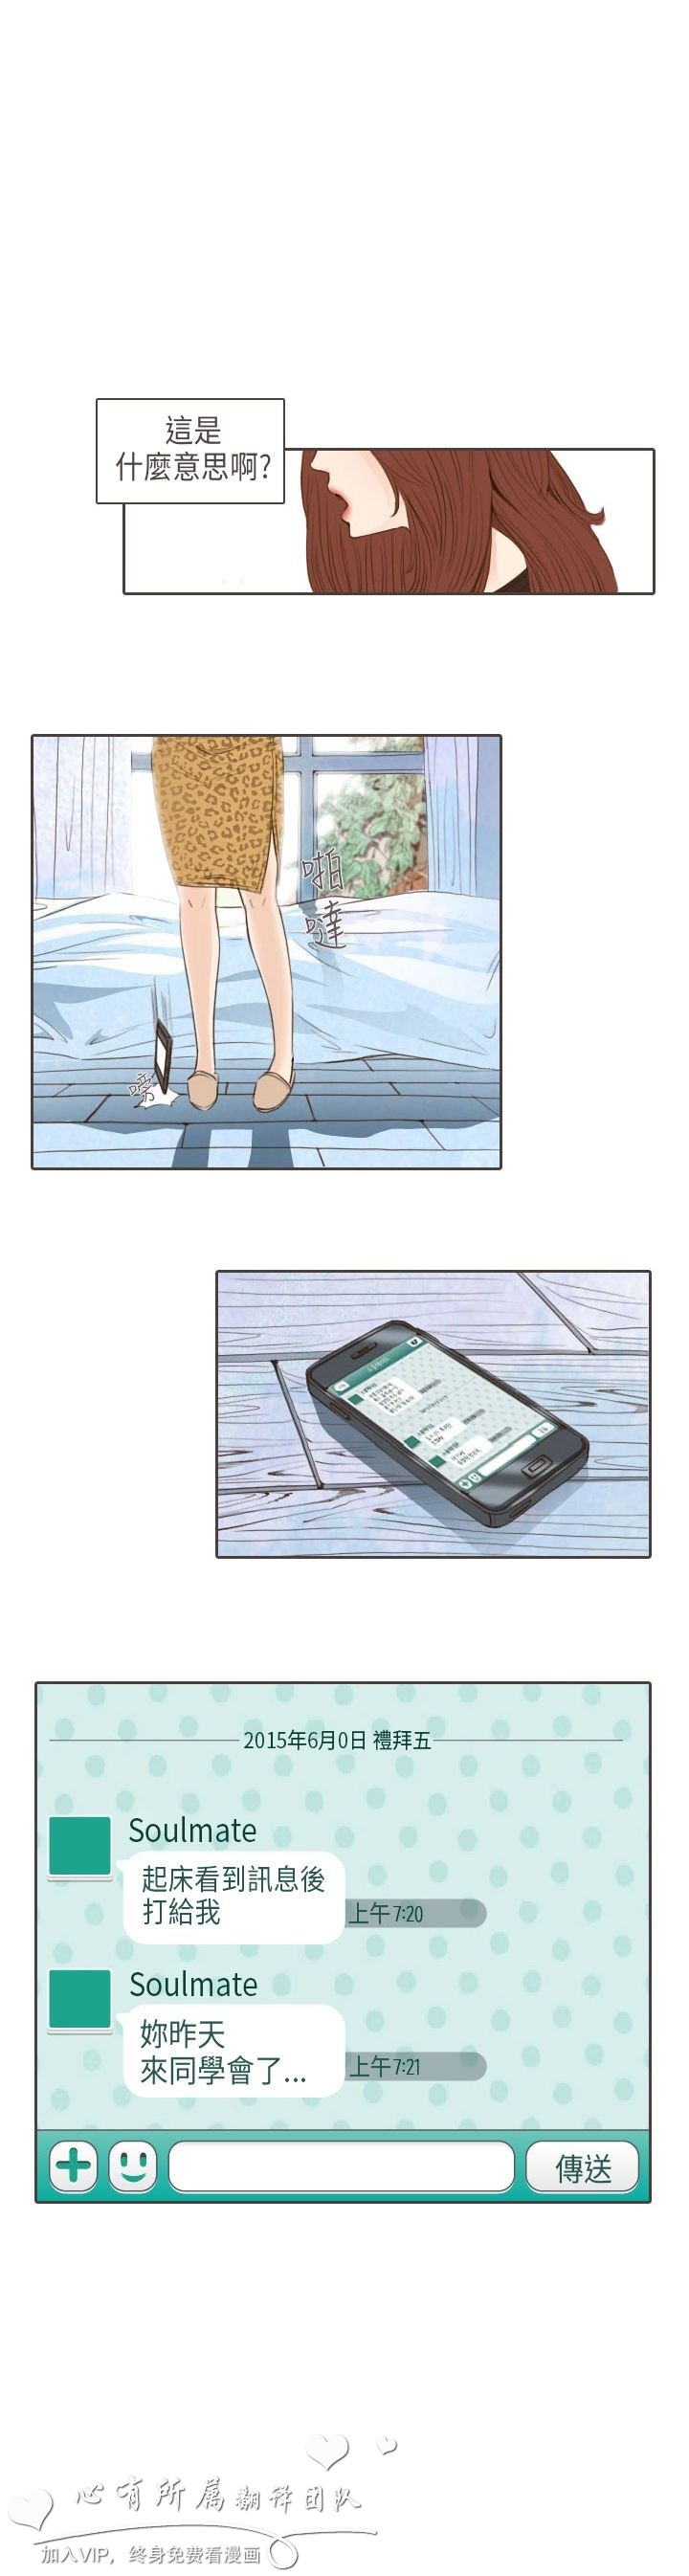 這是
什麼意思啊?
啪
噠
嗙
2015年6月0日 禮拜五
Soulmate
起床看到訊息後
打給我
上午 7:20
Soulmate
妳昨天
來同學會了...
上午 7:21
傳送
心有所属翻译团队
加入VIP，终身免费看漫画